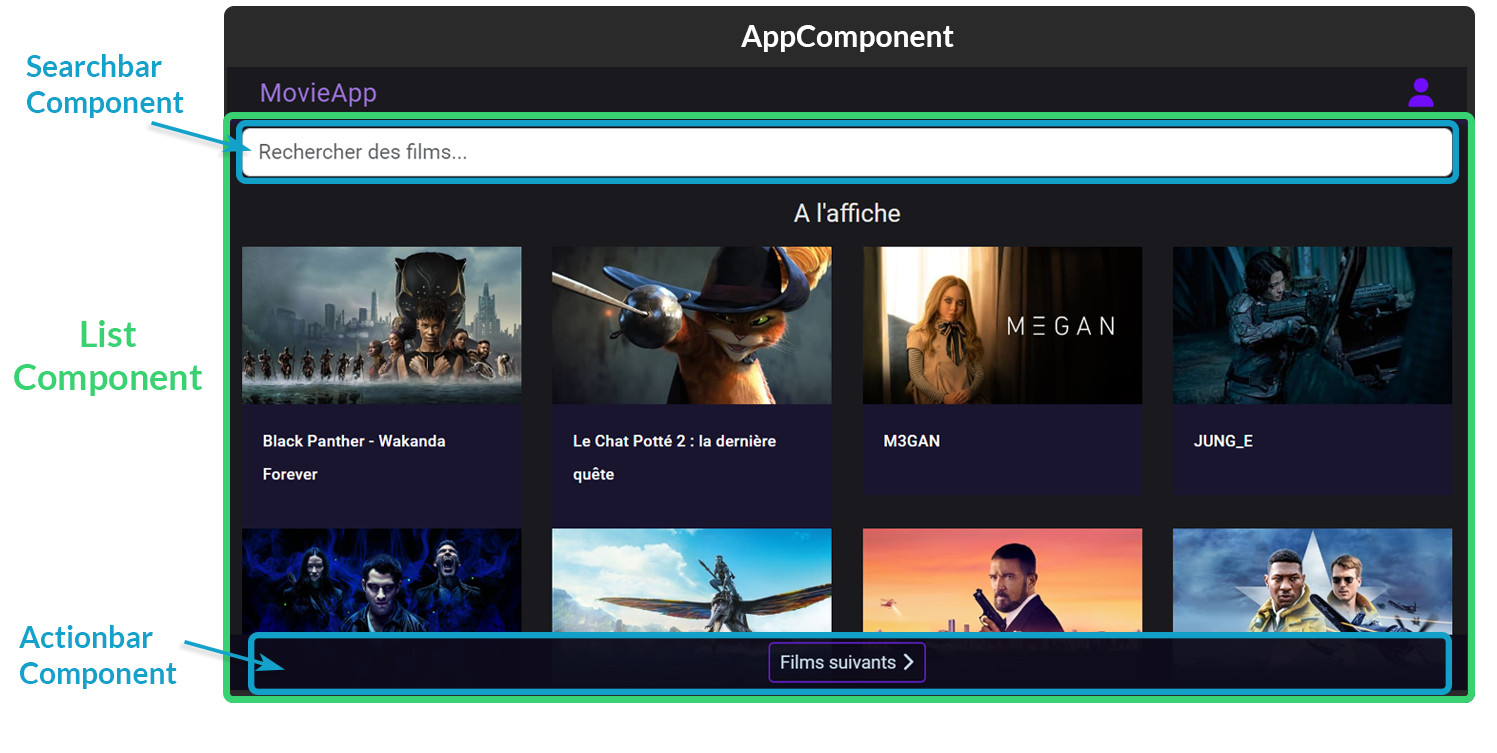 AppComponent
Searchbar
Component
MovieApp
Rechercher des films...
A l'affiche
List
Component
MΞGAN
Black Panther - Wakanda
Forever
Le Chat Potté 2 : la dernière
quête
M3GAN
JUNG_E
Actionbar
Component
Films suivants